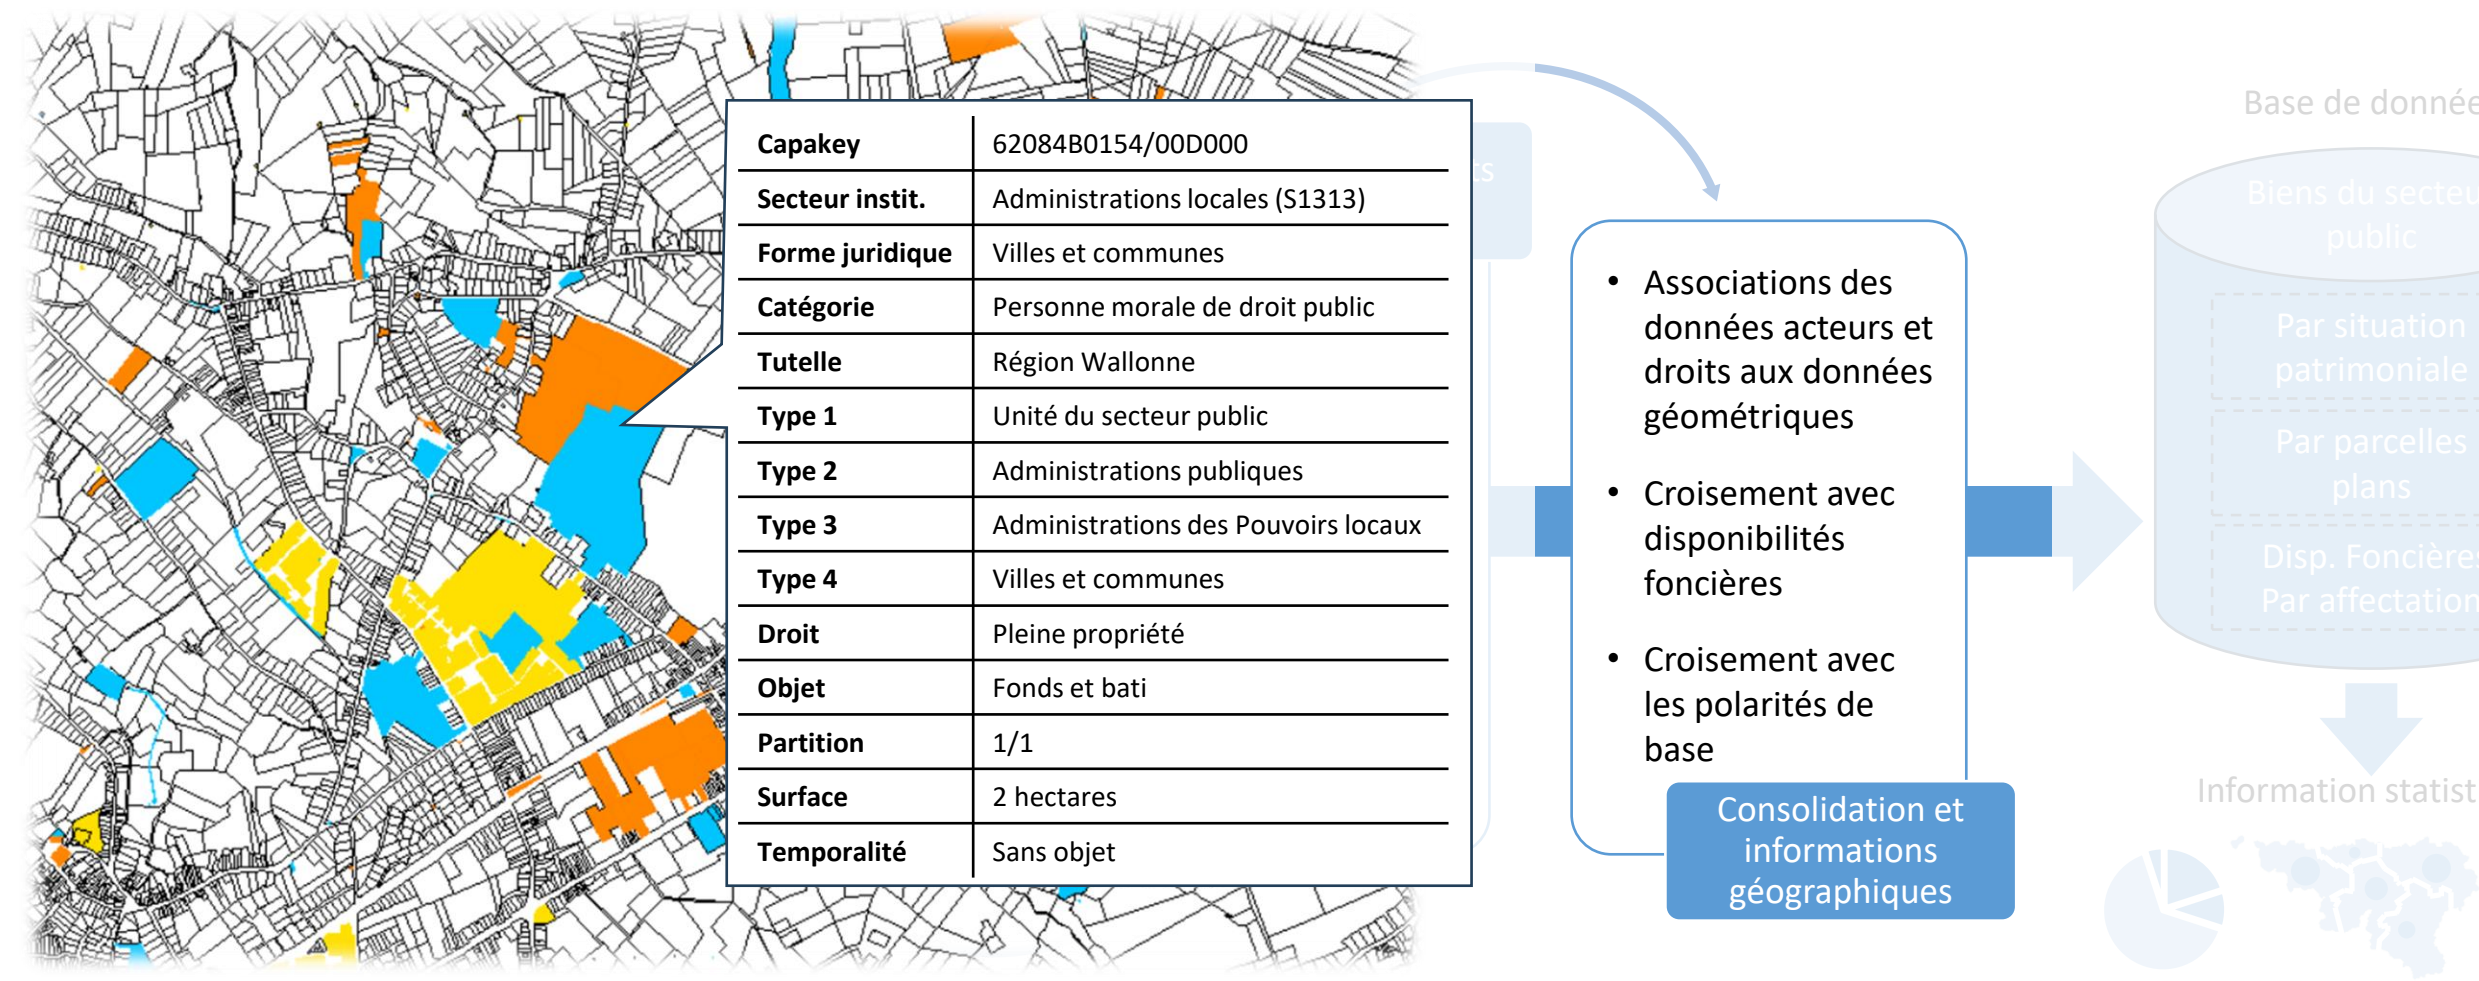 Capakey 62084B0154/00D000
Secteur instit. Administrations locales (S1313)
Forme juridique Villes et communes
Catégorie Personne morale de droit public
Tutelle Région Wallonne
Type 1 Unité du secteur public
Type 2 Administrations publiques
Type 3 Administrations des Pouvoirs locaux
Type 4 Villes et communes
Droit Pleine propriété
Objet Fonds et bati
Partition 1/1
Surface 2 hectares
Temporalité Sans objet
• Associations des
données acteurs et
droits aux données
géométriques
• Croisement avec
disponibilités
foncières
• Croisement avec
les polarités de
base
Consolidation et
informations
géographiques
Base de donnée
Biens du secteu
public
Par situation
patrimoniale
Par parcelles
plans
Disp. Foncières
Par affectation
Information statist